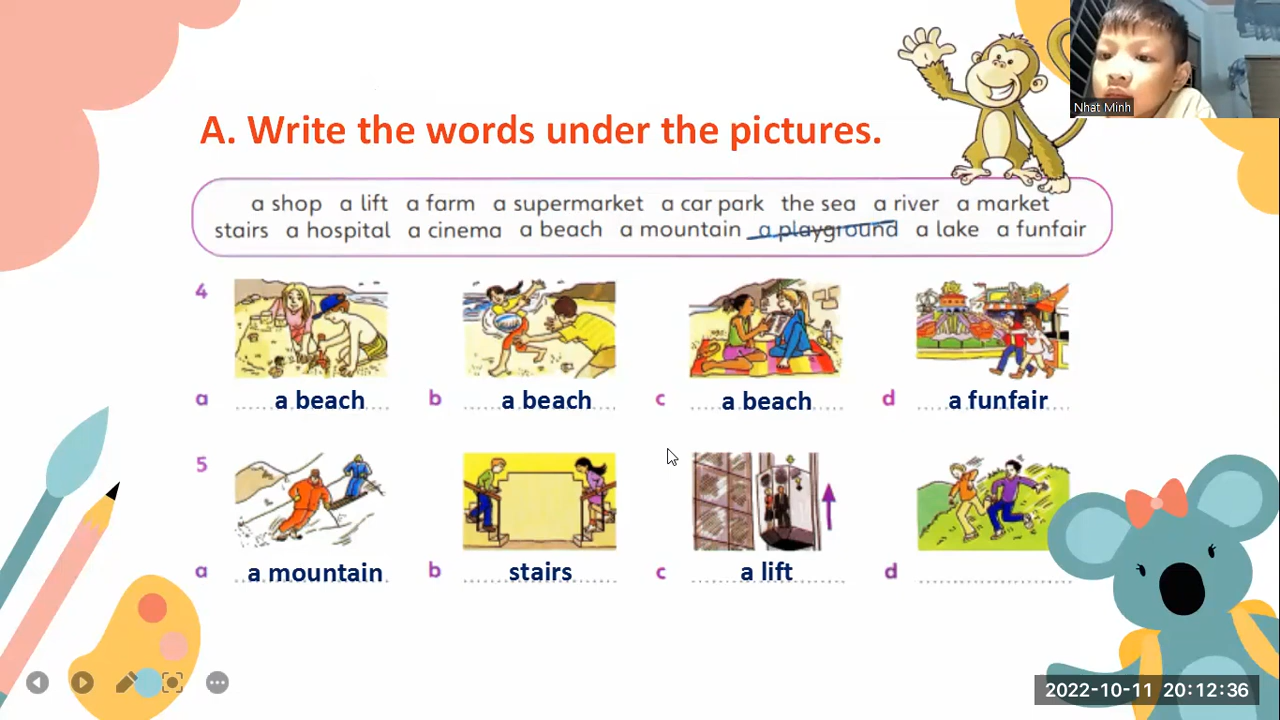 Nhat Minh
A. Write the words under the pictures.
a shop a lift a farm a supermarket a car park the sea a river a market
stairs a hospital a cinema a beach a mountain a playground a lake a funfair
4
a a beach b a beach c a beach d a funfair
5
a a mountain b stairs c a lift d
2022-10-11 20:12:36